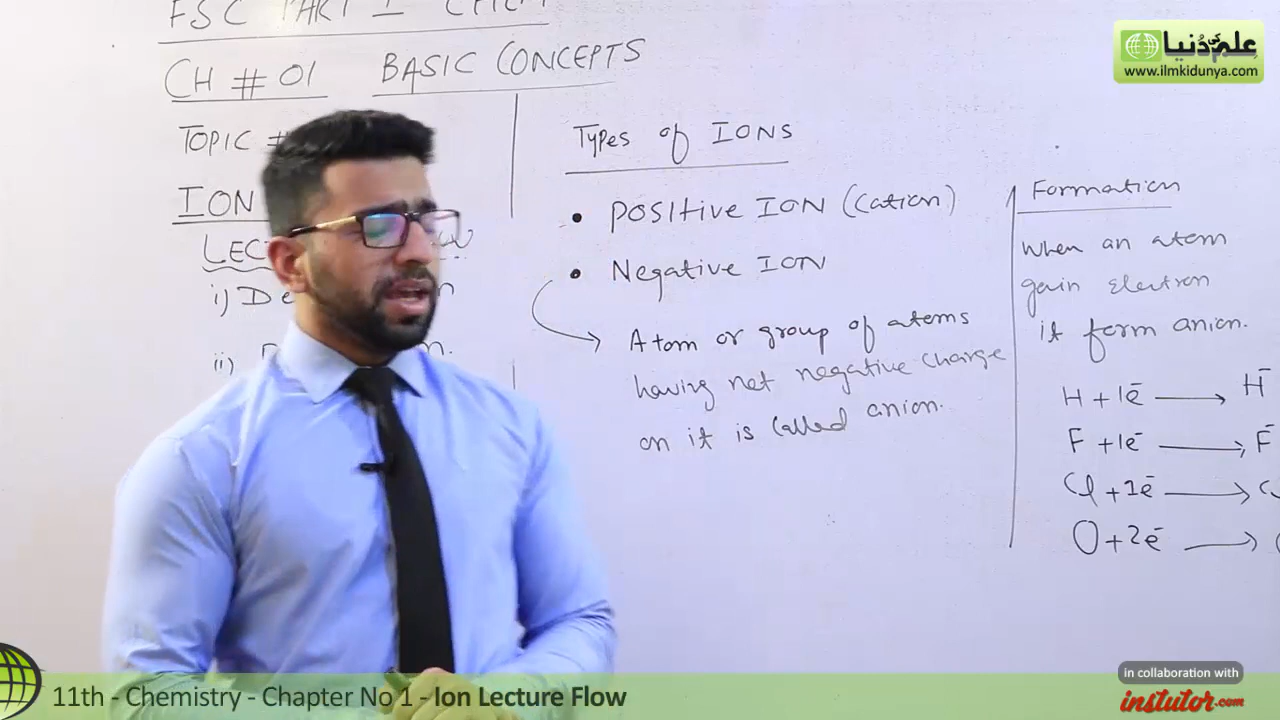 FSC PART I CHEM
CH # 01 BASIC CONCEPTS
TOPIC #
ION
LEC
i) De
ii)
Types of IONS
• POSITIVE ION (Cation)
• Negative ION
Atom or group of atoms
having net negative charge
on it is called anion.
Formation
when an atom
gain electron
it form anion.
H + 1e⁻ → H⁻
F + 1e⁻ → F⁻
Cl + 1e⁻ →
O + 2e⁻ →
علم کی دُنیا
www.ilmkidunya.com
11th - Chemistry - Chapter No 1 - Ion Lecture Flow
in collaboration with
instutor.com